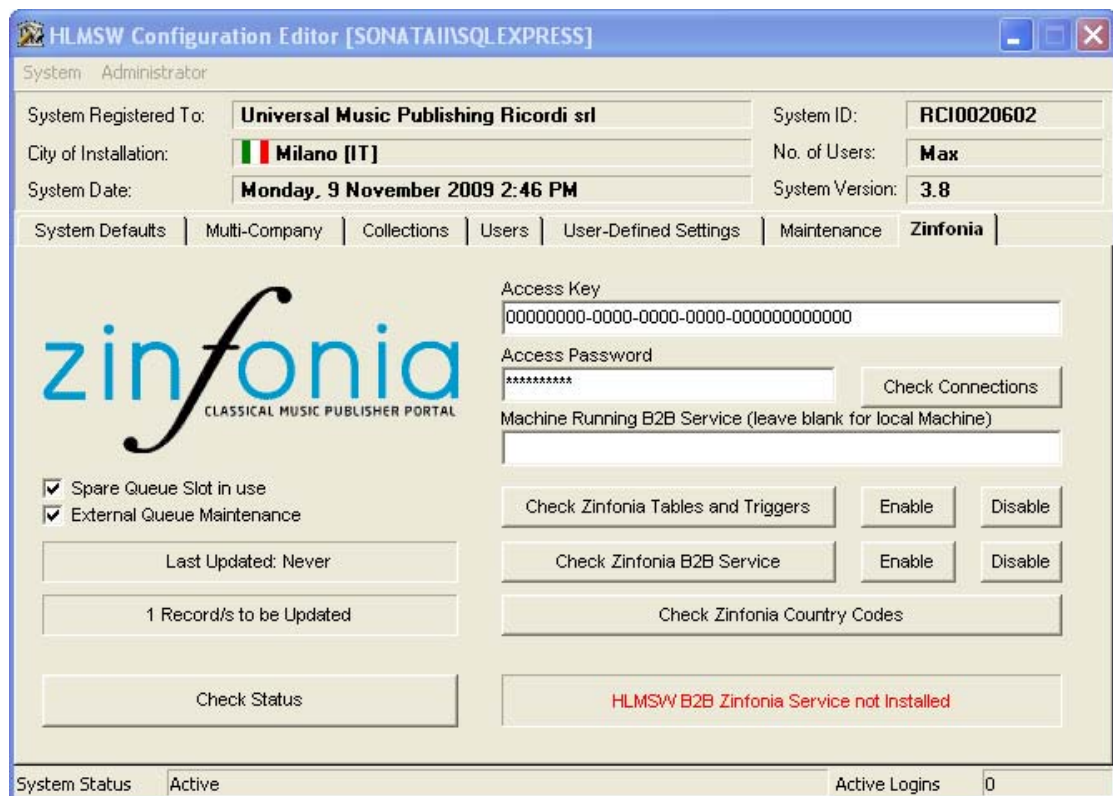 HLMSW Configuration Editor [SONATAII\SQLEXPRESS]
System Administrator
System Registered To: Universal Music Publishing Ricordi srl System ID: RCI0020602
City of Installation: Milano [IT] No. of Users: Max
System Date: Monday, 9 November 2009 2:46 PM System Version: 3.8
System Defaults Multi-Company Collections Users User-Defined Settings Maintenance Zinfonia
zinfonia
CLASSICAL MUSIC PUBLISHER PORTAL
Access Key
00000000-0000-0000-0000-000000000000
Access Password
**********
Check Connections
Machine Running B2B Service (leave blank for local Machine)
Spare Queue Slot in use
External Queue Maintenance
Check Zinfonia Tables and Triggers Enable Disable
Last Updated: Never
Check Zinfonia B2B Service Enable Disable
1 Record/s to be Updated
Check Zinfonia Country Codes
Check Status
HLMSW B2B Zinfonia Service not Installed
System Status Active Active Logins 0